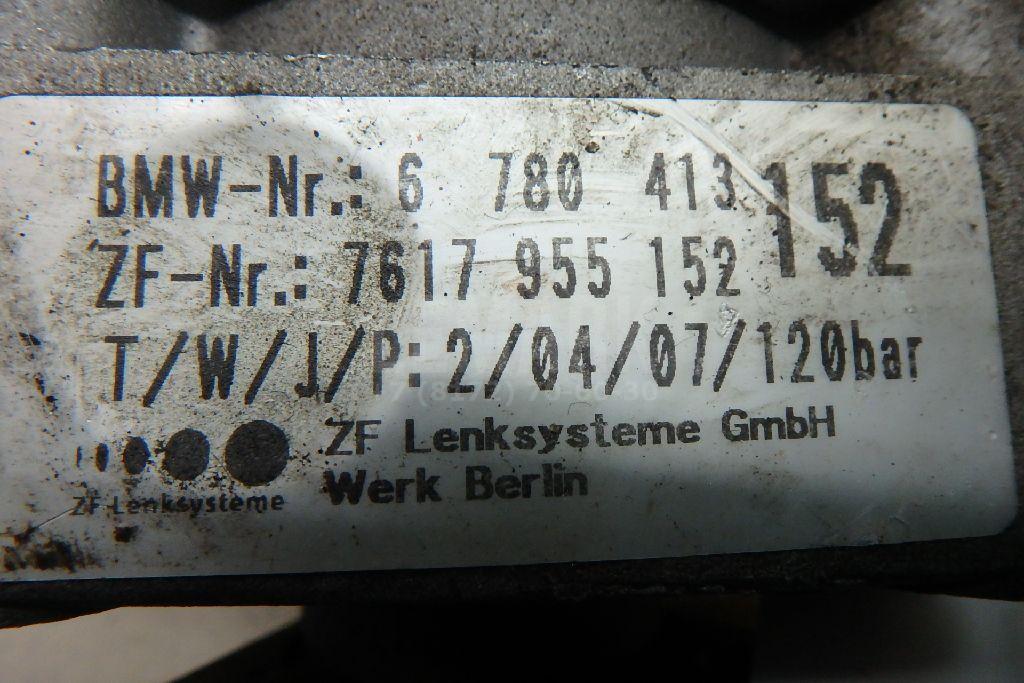 BMW-Nr.: 6 780 413 152
ZF-Nr.: 7617 955 152
T/W/J/P: 2/04/07/120bar
ZF Lenksysteme GmbH
Werk Berlin
ZF-Lenksysteme